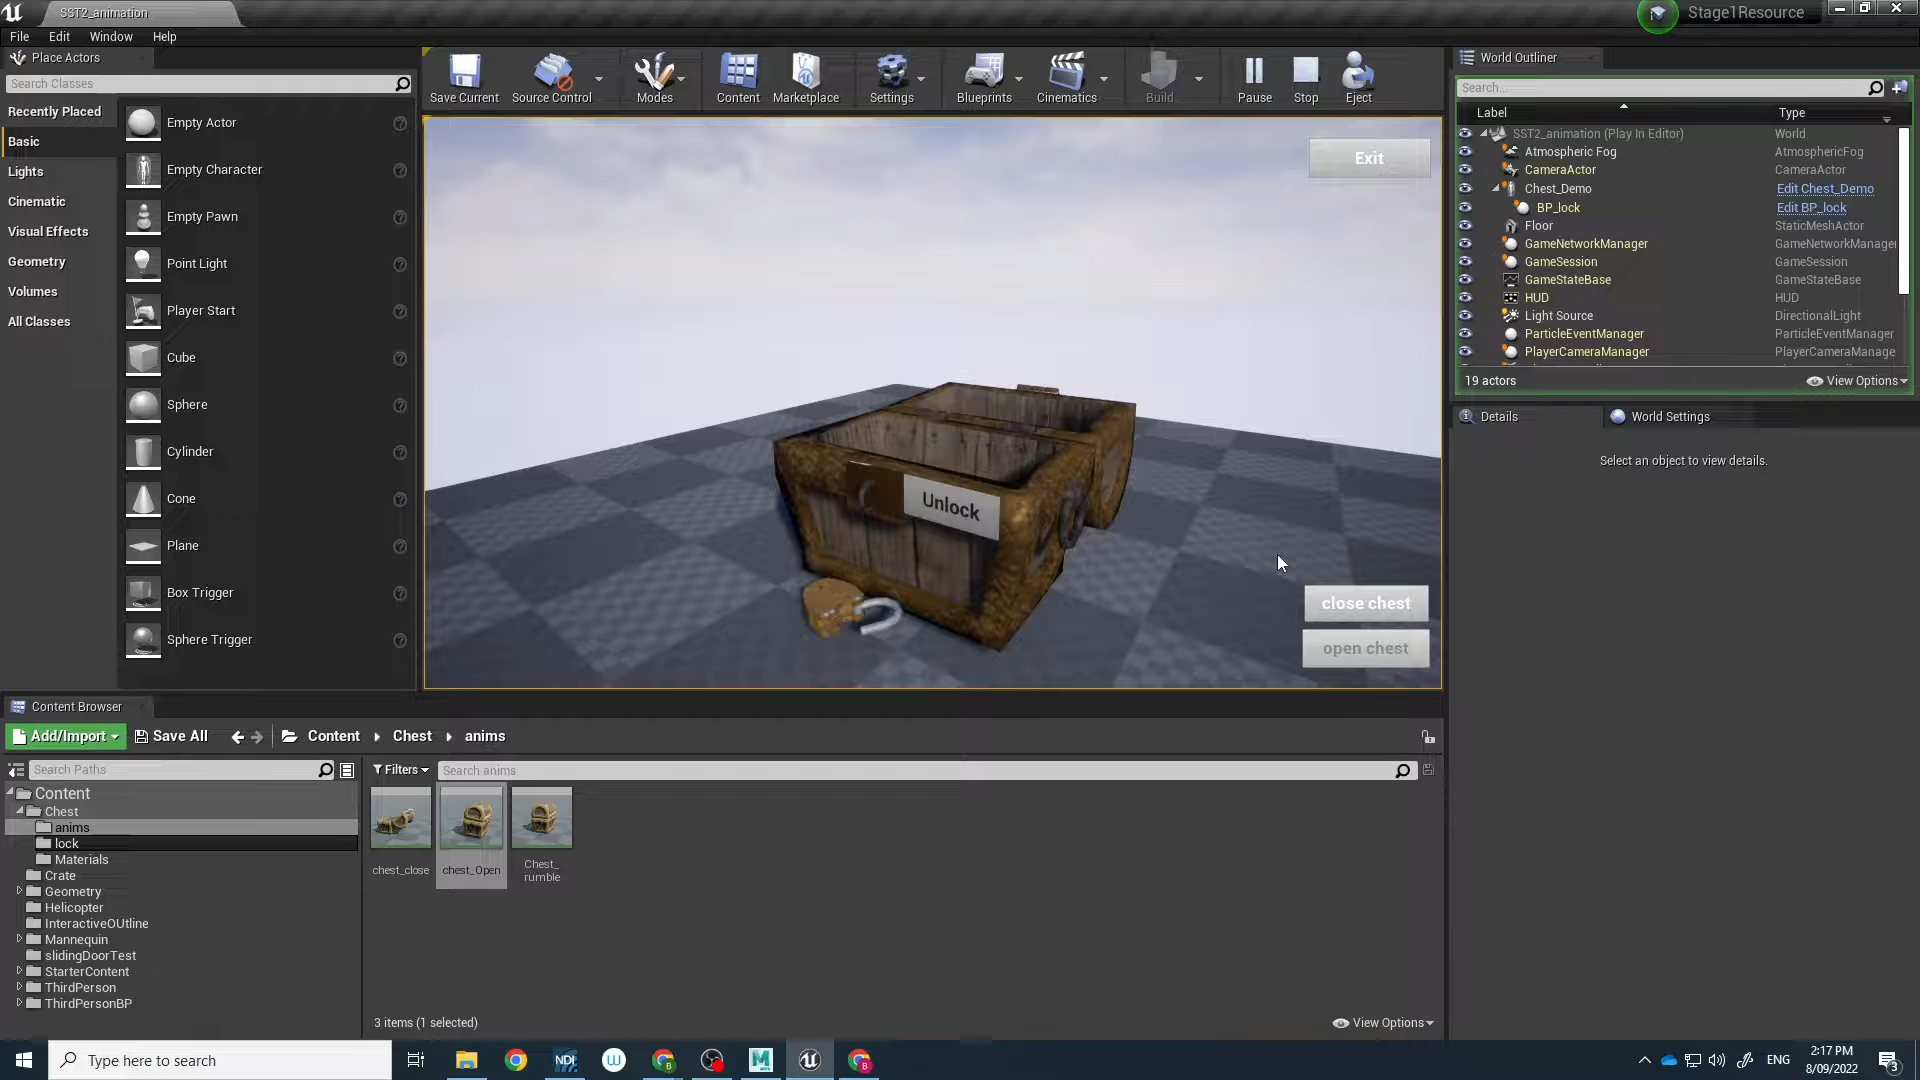 SST2_animation
Stage1Resource
File Edit Window Help
Place Actors
Search Classes
Recently Placed
Basic
Lights
Cinematic
Visual Effects
Geometry
Volumes
All Classes
Empty Actor
Empty Character
Empty Pawn
Point Light
Player Start
Cube
Sphere
Cylinder
Cone
Plane
Box Trigger
Sphere Trigger
Save Current Source Control Modes Content Marketplace Settings Blueprints Cinematics Build Pause Stop Eject
Exit
Unlock
close chest
open chest
World Outliner
Search...
Label Type
SST2_animation (Play In Editor) World
Atmospheric Fog AtmosphericFog
CameraActor CameraActor
Chest_Demo Edit Chest_Demo
BP_lock Edit BP_lock
Floor StaticMeshActor
GameNetworkManager GameNetworkManager
GameSession GameSession
GameStateBase GameStateBase
HUD HUD
Light Source DirectionalLight
ParticleEventManager ParticleEventManager
PlayerCameraManager PlayerCameraManage
19 actors View Options
Details World Settings
Select an object to view details.
Content Browser
Add/Import Save All Content Chest anims
Search Paths
Filters Search anims
Content
Chest
anims
lock
Materials
Crate
Geometry
Helicopter
InteractiveOUtline
Mannequin
slidingDoorTest
StarterContent
ThirdPerson
ThirdPersonBP
chest_close
chest_Open
Chest_
rumble
3 items (1 selected) View Options
Type here to search
NDI
ENG
2:17 PM
8/09/2022
3